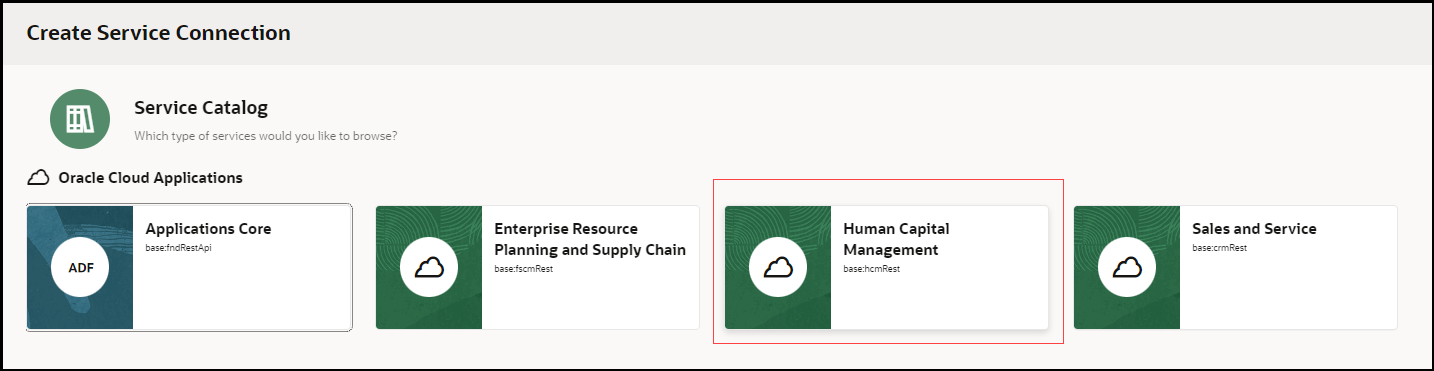 Create Service Connection
Service Catalog
Which type of services would you like to browse?
Oracle Cloud Applications
ADF
Applications Core
base:fndRestApi
Enterprise Resource
Planning and Supply Chain
base:fscmRest
Human Capital
Management
base:hcmRest
Sales and Service
base:crmRest